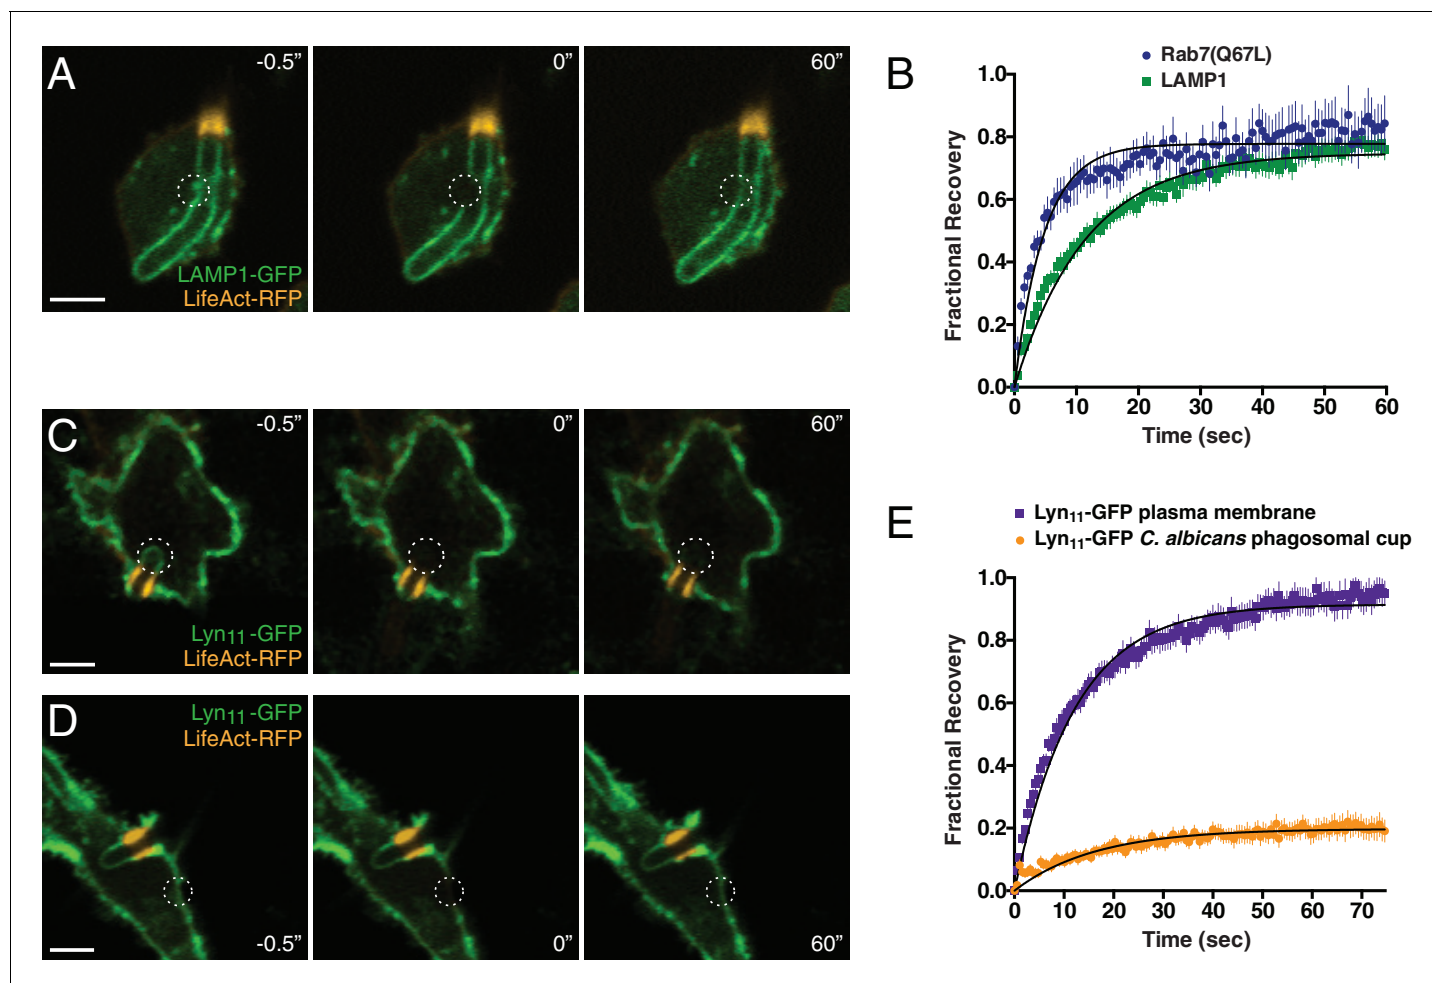 A
-0.5”
0”
60”
LAMP1-GFP
LifeAct-RFP
B
Rab7(Q67L)
LAMP1
Fractional Recovery
1.0
0.8
0.6
0.4
0.2
0.0
0 10 20 30 40 50 60
Time (sec)
C
-0.5”
0”
60”
Lyn11-GFP
LifeAct-RFP
D
Lyn11-GFP
LifeAct-RFP
-0.5”
0”
60”
E
Lyn11-GFP plasma membrane
Lyn11-GFP C. albicans phagosomal cup
Fractional Recovery
1.0
0.8
0.6
0.4
0.2
0.0
0 10 20 30 40 50 60 70
Time (sec)